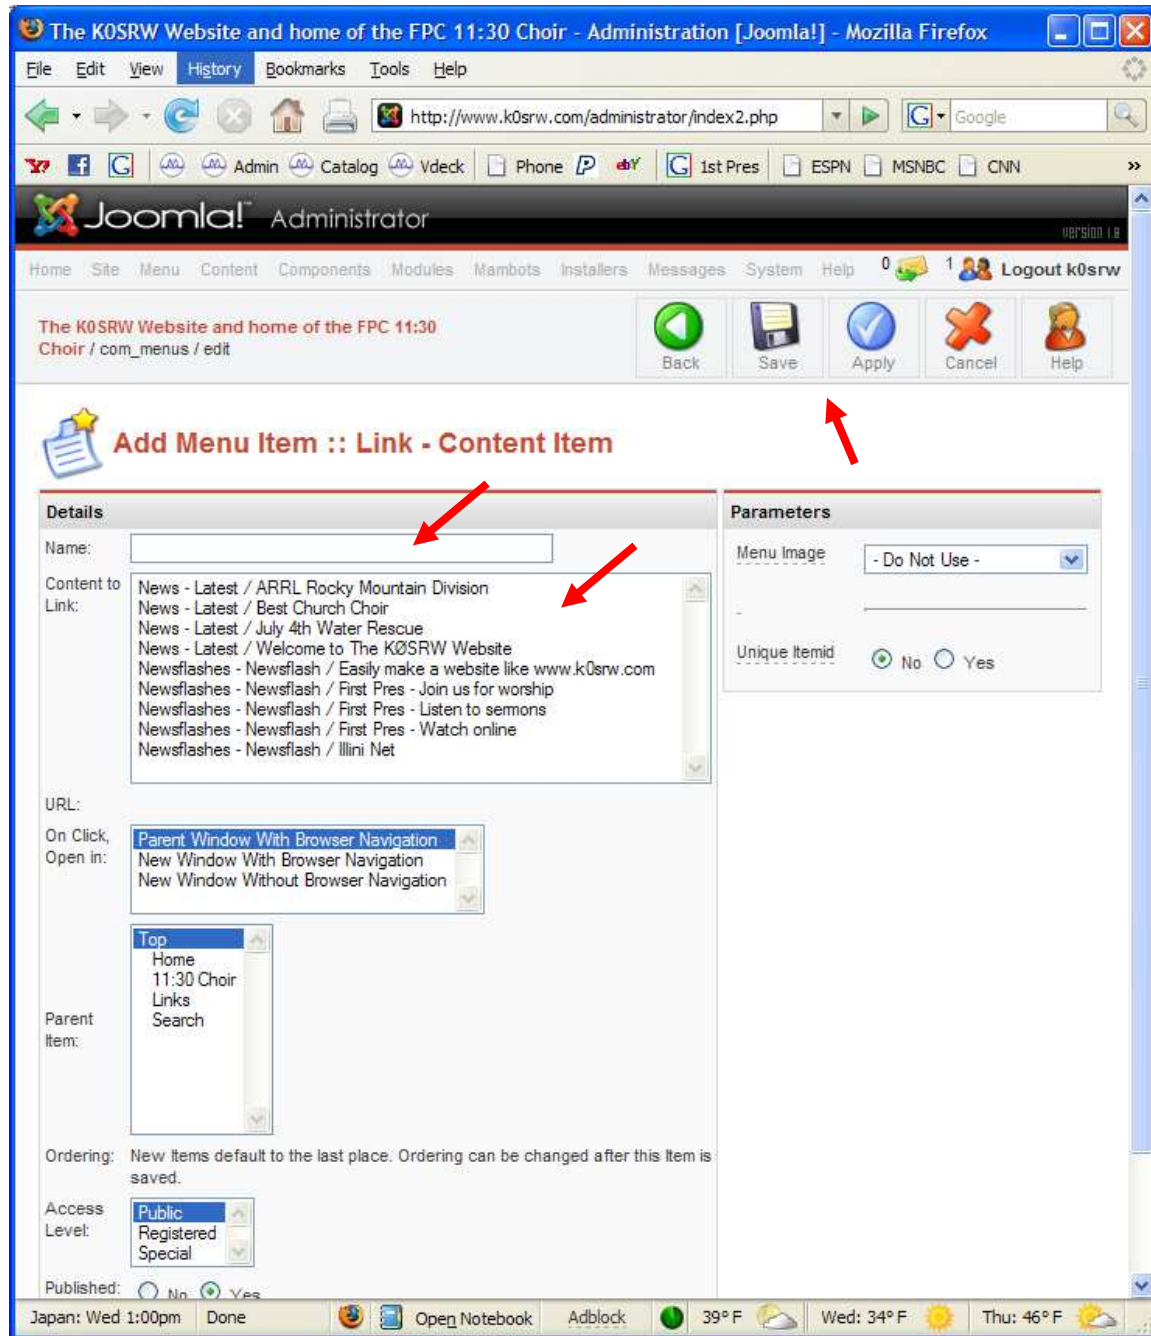 The K0SRW Website and home of the FPC 11:30 Choir - Administration [Joomla!] - Mozilla Firefox
File Edit View History Bookmarks Tools Help
http://www.k0srw.com/administrator/index2.php G Google
Y? f G Admin Catalog Vdeck Phone P ebY G 1st Pres ESPN MSNBC CNN »
Joomla!™ Administrator
Home Site Menu Content Components Modules Mambots Installers Messages System Help 0 1 Logout k0srw
The K0SRW Website and home of the FPC 11:30
Choir / com_menus / edit
Back Save Apply Cancel Help
Add Menu Item :: Link - Content Item
Details
Name:
Content to
Link:
News - Latest / ARRL Rocky Mountain Division
News - Latest / Best Church Choir
News - Latest / July 4th Water Rescue
News - Latest / Welcome to The KØSRW Website
Newsflashes - Newsflash / Easily make a website like www.k0srw.com
Newsflashes - Newsflash / First Pres - Join us for worship
Newsflashes - Newsflash / First Pres - Listen to sermons
Newsflashes - Newsflash / First Pres - Watch online
Newsflashes - Newsflash / Illini Net
URL:
On Click,
Open in:
Parent Window With Browser Navigation
New Window With Browser Navigation
New Window Without Browser Navigation
Parent
Item:
Top
Home
11:30 Choir
Links
Search
Ordering: New Items default to the last place. Ordering can be changed after this Item is
saved.
Access
Level:
Public
Registered
Special
Published: No Yes
Parameters
Menu Image - Do Not Use -
-
Unique Itemid No Yes
Japan: Wed 1:00pm Done Open Notebook Adblock 39° F Wed: 34° F Thu: 46° F